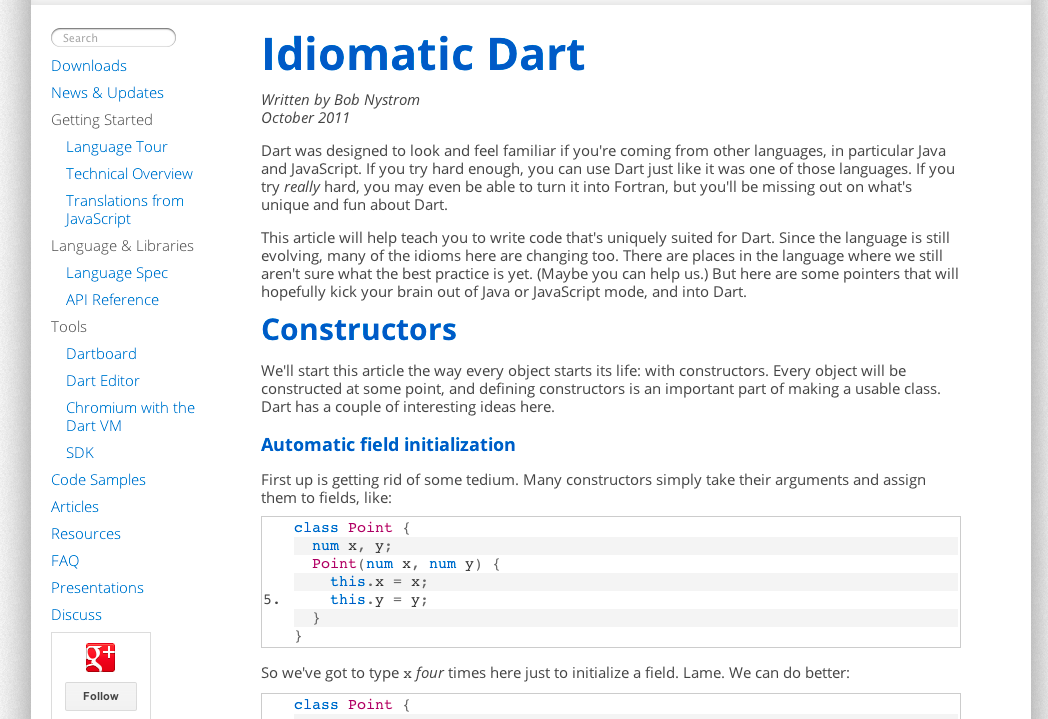 Search
Downloads
News & Updates
Getting Started
Language Tour
Technical Overview
Translations from
JavaScript
Language & Libraries
Language Spec
API Reference
Tools
Dartboard
Dart Editor
Chromium with the
Dart VM
SDK
Code Samples
Articles
Resources
FAQ
Presentations
Discuss
g+
Follow
Idiomatic Dart
Written by Bob Nystrom
October 2011
Dart was designed to look and feel familiar if you're coming from other languages, in particular Java
and JavaScript. If you try hard enough, you can use Dart just like it was one of those languages. If you
try really hard, you may even be able to turn it into Fortran, but you'll be missing out on what's
unique and fun about Dart.
This article will help teach you to write code that's uniquely suited for Dart. Since the language is still
evolving, many of the idioms here are changing too. There are places in the language where we still
aren't sure what the best practice is yet. (Maybe you can help us.) But here are some pointers that will
hopefully kick your brain out of Java or JavaScript mode, and into Dart.
Constructors
We'll start this article the way every object starts its life: with constructors. Every object will be
constructed at some point, and defining constructors is an important part of making a usable class.
Dart has a couple of interesting ideas here.
Automatic field initialization
First up is getting rid of some tedium. Many constructors simply take their arguments and assign
them to fields, like:
class Point {
num x, y;
Point(num x, num y) {
this.x = x;
5. this.y = y;
}
}
So we've got to type x four times here just to initialize a field. Lame. We can do better:
class Point {